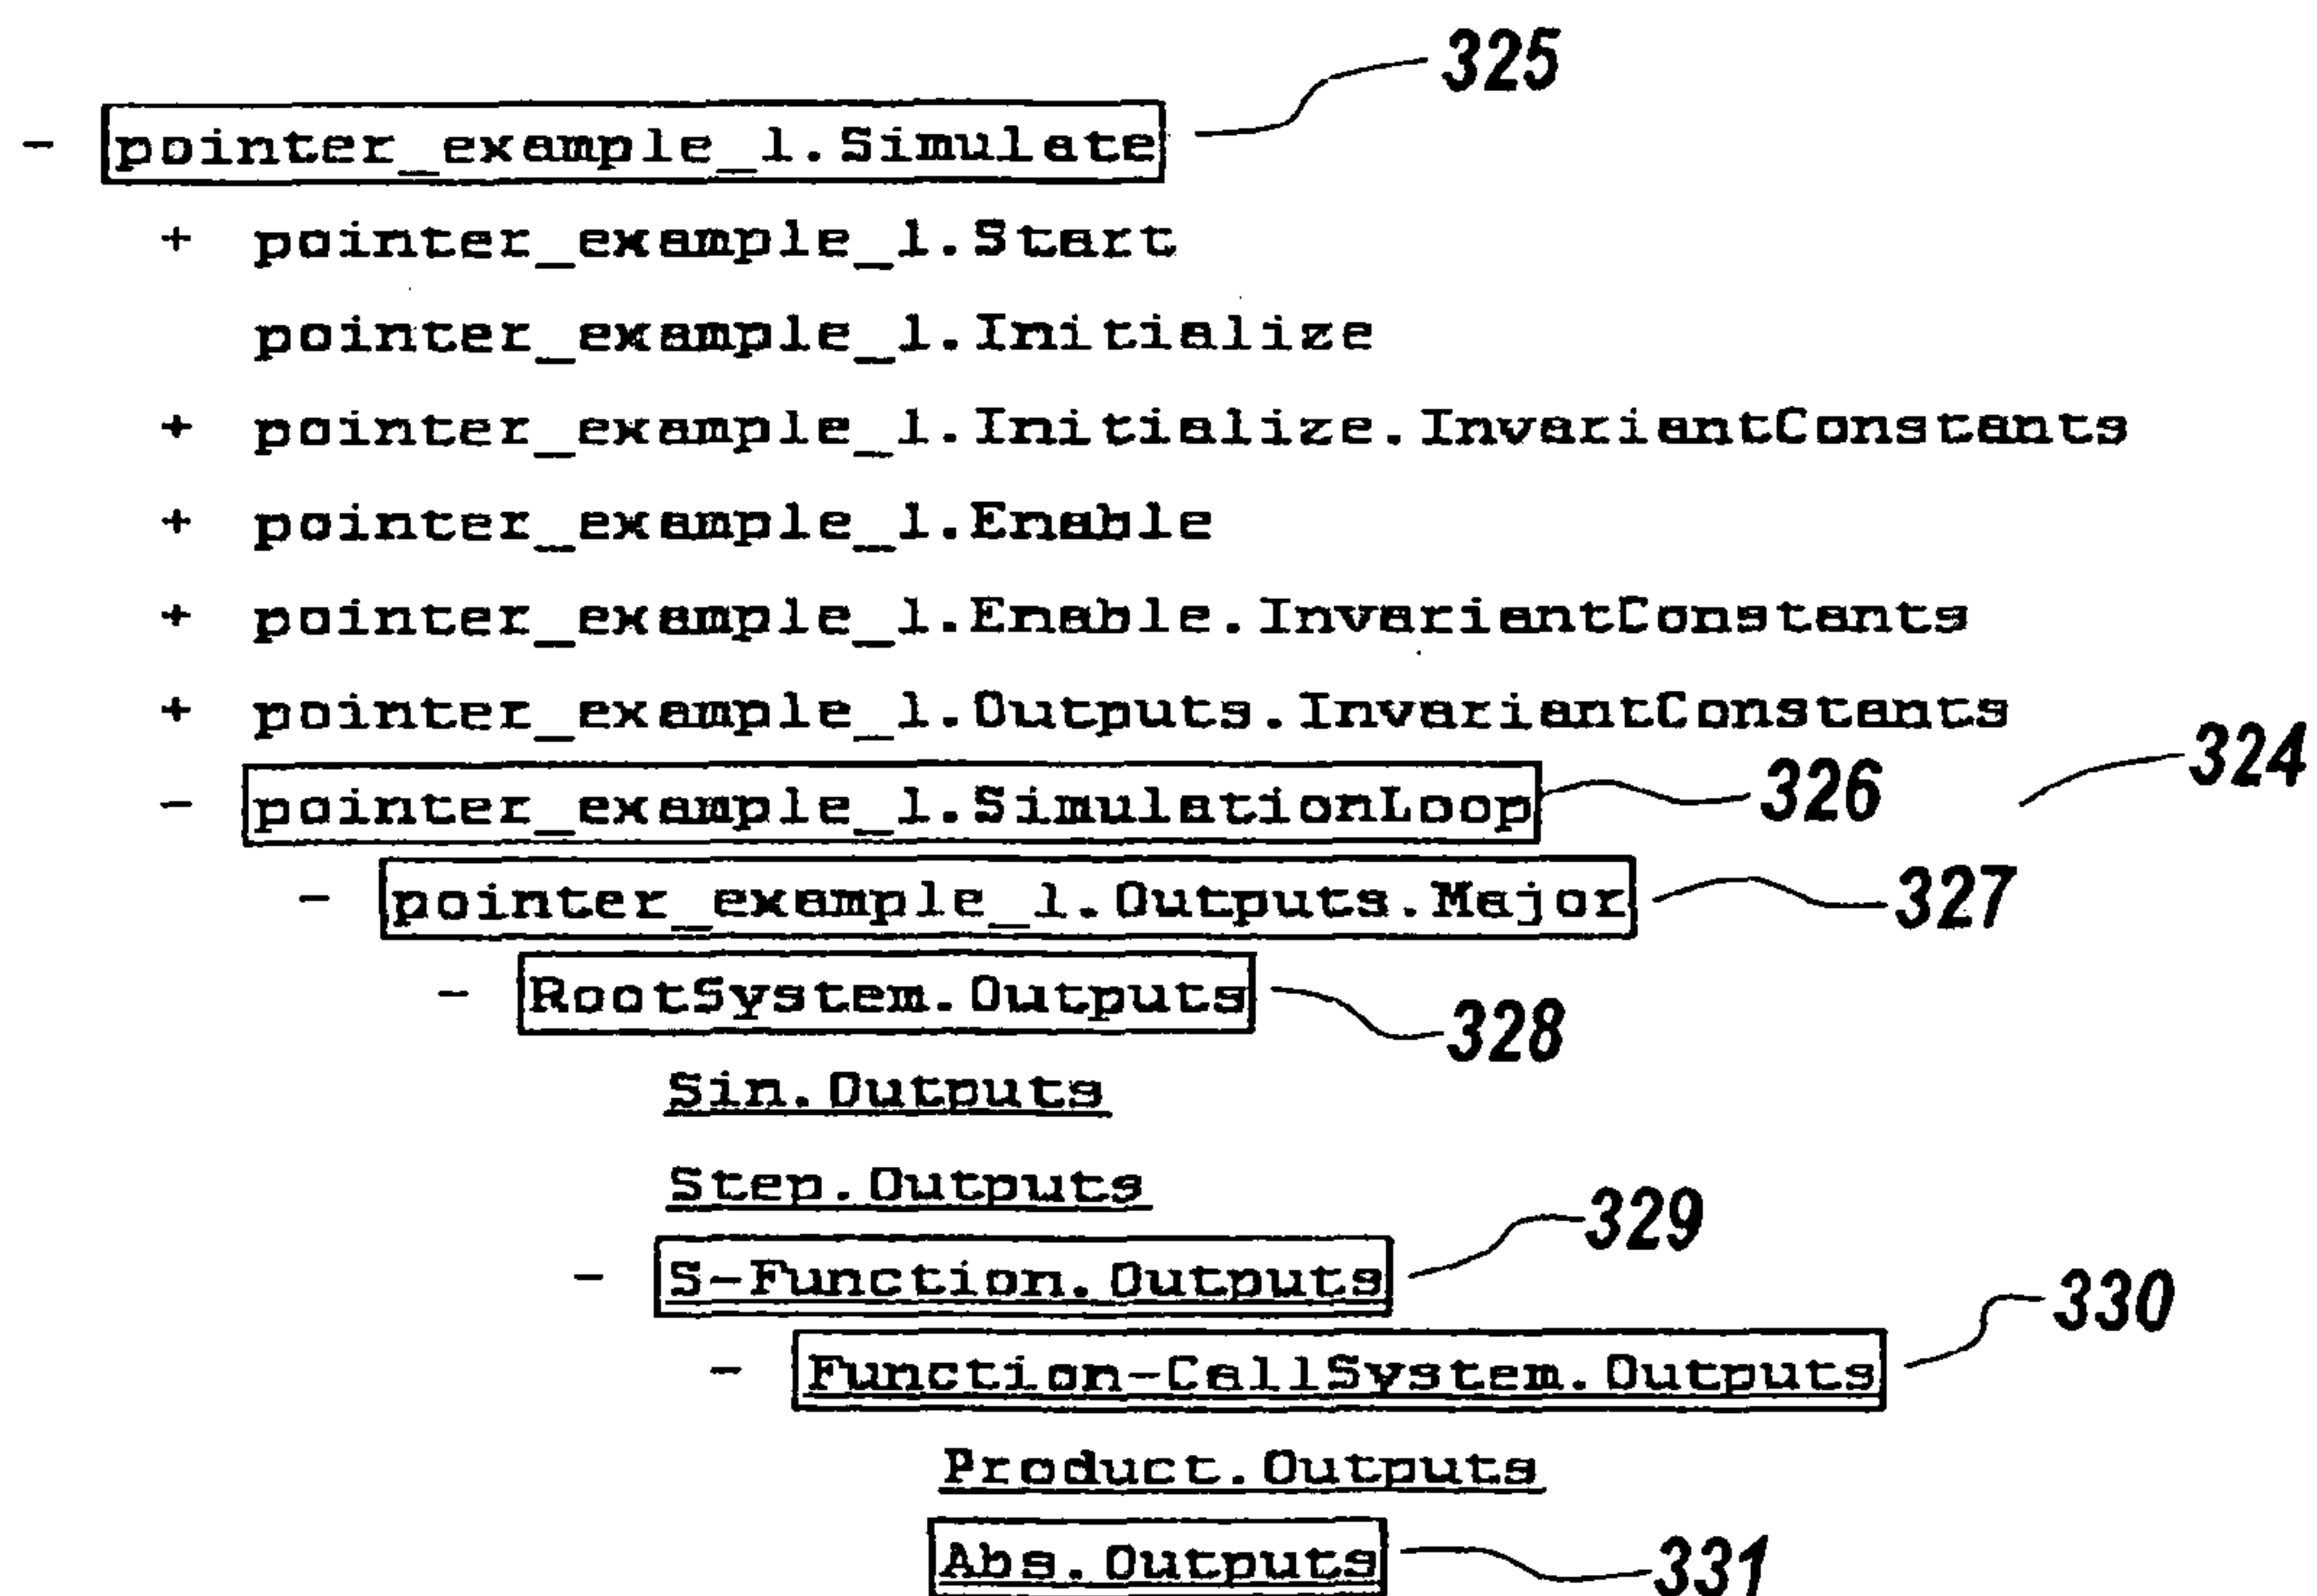 325
- pointer_example_1.Simulate
+ pointer_example_1.Start
pointer_example_1.Initialize
+ pointer_example_1.Initialize.InvariantConstants
+ pointer_example_1.Enable
+ pointer_example_1.Enable.InvariantConstants
+ pointer_example_1.Outputs.InvariantConstants
324
- pointer_example_1.SimulationLoop 326
- pointer_example_1.Outputs.Major 327
- RootSystem.Outputs 328
Sin.Outputs
Step.Outputs
- S-Function.Outputs 329
- Function-CallSystem.Outputs 330
Product.Outputs
Abs.Outputs 331